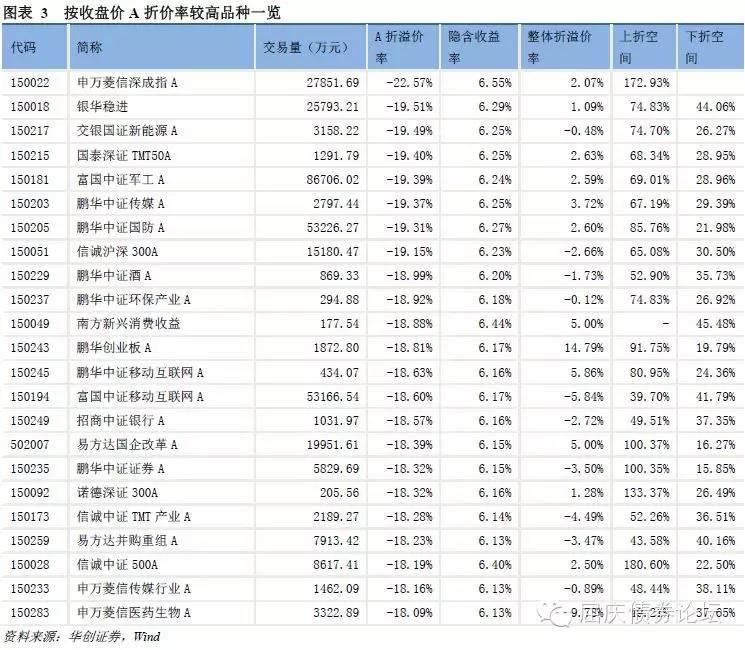 图表 3 按收盘价 A 折价率较高品种一览
代码 简称 交易量（万元） A 折溢价率 隐含收益率 整体折溢价率 上折空间 下折空间
150022 申万菱信深成指 A 27851.69 -22.57% 6.55% 2.07% 172.93%
150018 银华稳进 25793.21 -19.51% 6.29% 1.09% 74.83% 44.06%
150217 交银国证新能源 A 3158.22 -19.49% 6.25% -0.48% 74.70% 26.27%
150215 国泰深证 TMT50A 1291.79 -19.40% 6.25% 2.63% 68.34% 28.95%
150181 富国中证军工 A 86706.02 -19.39% 6.24% 2.59% 69.01% 28.96%
150203 鹏华中证传媒 A 2797.44 -19.37% 6.25% 3.72% 67.19% 29.39%
150205 鹏华中证国防 A 53226.27 -19.31% 6.27% 2.60% 85.76% 21.98%
150051 信诚沪深 300A 15180.47 -19.15% 6.23% -2.66% 65.08% 30.50%
150229 鹏华中证酒 A 869.33 -18.99% 6.20% -1.73% 52.90% 35.73%
150237 鹏华中证环保产业 A 294.88 -18.92% 6.18% -0.12% 74.83% 26.92%
150049 南方新兴消费收益 177.54 -18.88% 6.44% 5.00% - 45.48%
150243 鹏华创业板 A 1872.80 -18.81% 6.17% 14.79% 91.75% 19.79%
150245 鹏华中证移动互联网 A 434.07 -18.63% 6.16% 5.86% 80.95% 24.36%
150194 富国中证移动互联网 A 53166.54 -18.60% 6.17% -5.84% 39.70% 41.79%
150249 招商中证银行 A 1031.97 -18.57% 6.16% -2.72% 49.51% 37.35%
502007 易方达国企改革 A 19951.61 -18.39% 6.15% 5.00% 100.37% 16.27%
150235 鹏华中证证券 A 5829.69 -18.32% 6.15% -3.50% 100.35% 15.85%
150092 诺德深证 300A 205.56 -18.32% 6.16% 1.28% 133.37% 26.49%
150173 信诚中证 TMT 产业 A 2189.27 -18.28% 6.14% -4.49% 52.26% 36.51%
150259 易方达并购重组 A 7913.42 -18.23% 6.13% -3.47% 43.58% 40.16%
150028 信诚中证 500A 8617.41 -18.19% 6.40% 2.50% 180.60% 22.50%
150233 申万菱信传媒行业 A 1462.09 -18.16% 6.13% -0.89% 48.44% 38.11%
150283 申万菱信医药生物 A 3322.89 -18.09% 6.13%
屈庆债券论坛
资料来源：华创证券，Wind